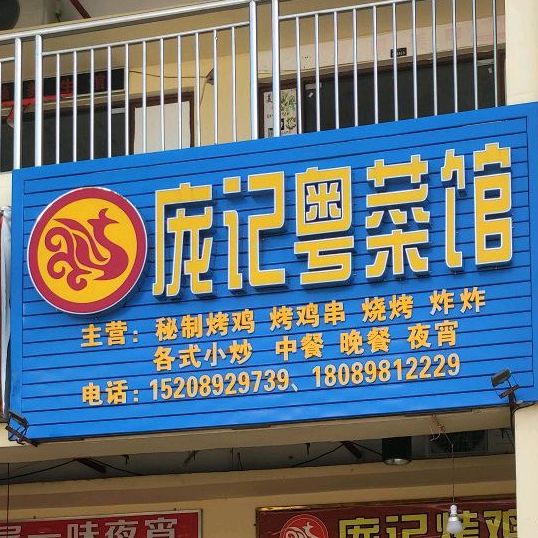 庞记粤菜馆
主营：秘制烤鸡 烤鸡串 烧烤 炸炸
各式小炒 中餐 晚餐 夜宵
电话：15208929739、18089812229
一味夜宵
庞记烤鸡